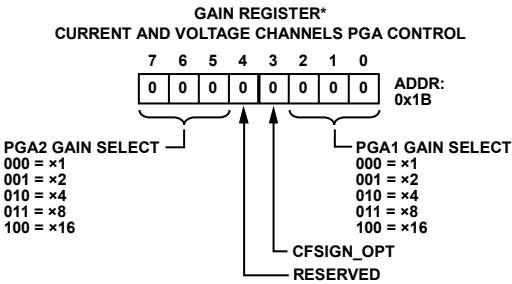 GAIN REGISTER*
CURRENT AND VOLTAGE CHANNELS PGA CONTROL
7 6 5 4 3 2 1 0
0 0 0 0 0 0 0 0
ADDR:
0x1B
PGA2 GAIN SELECT
000 = ×1
001 = ×2
010 = ×4
011 = ×8
100 = ×16
PGA1 GAIN SELECT
000 = ×1
001 = ×2
010 = ×4
011 = ×8
100 = ×16
CFSIGN_OPT
RESERVED